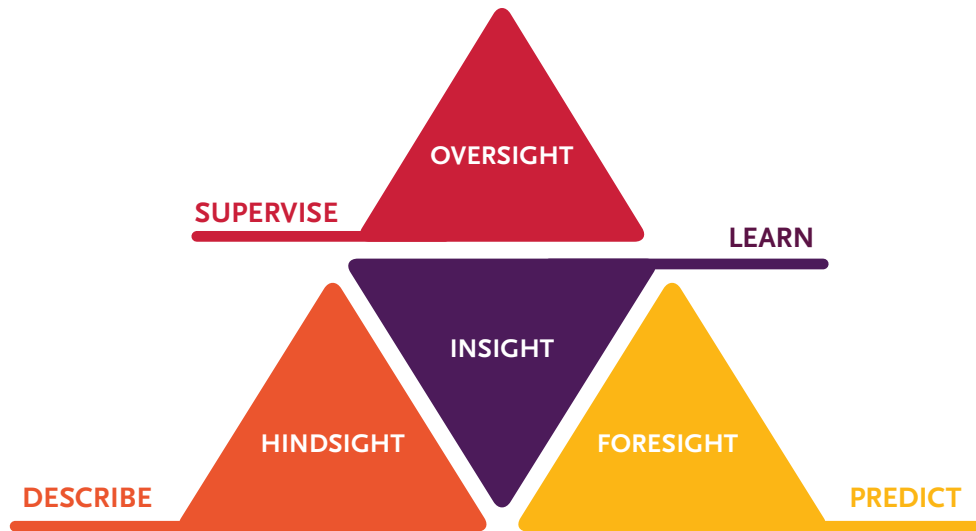 OVERSIGHT
SUPERVISE
LEARN
INSIGHT
HINDSIGHT
FORESIGHT
DESCRIBE
PREDICT